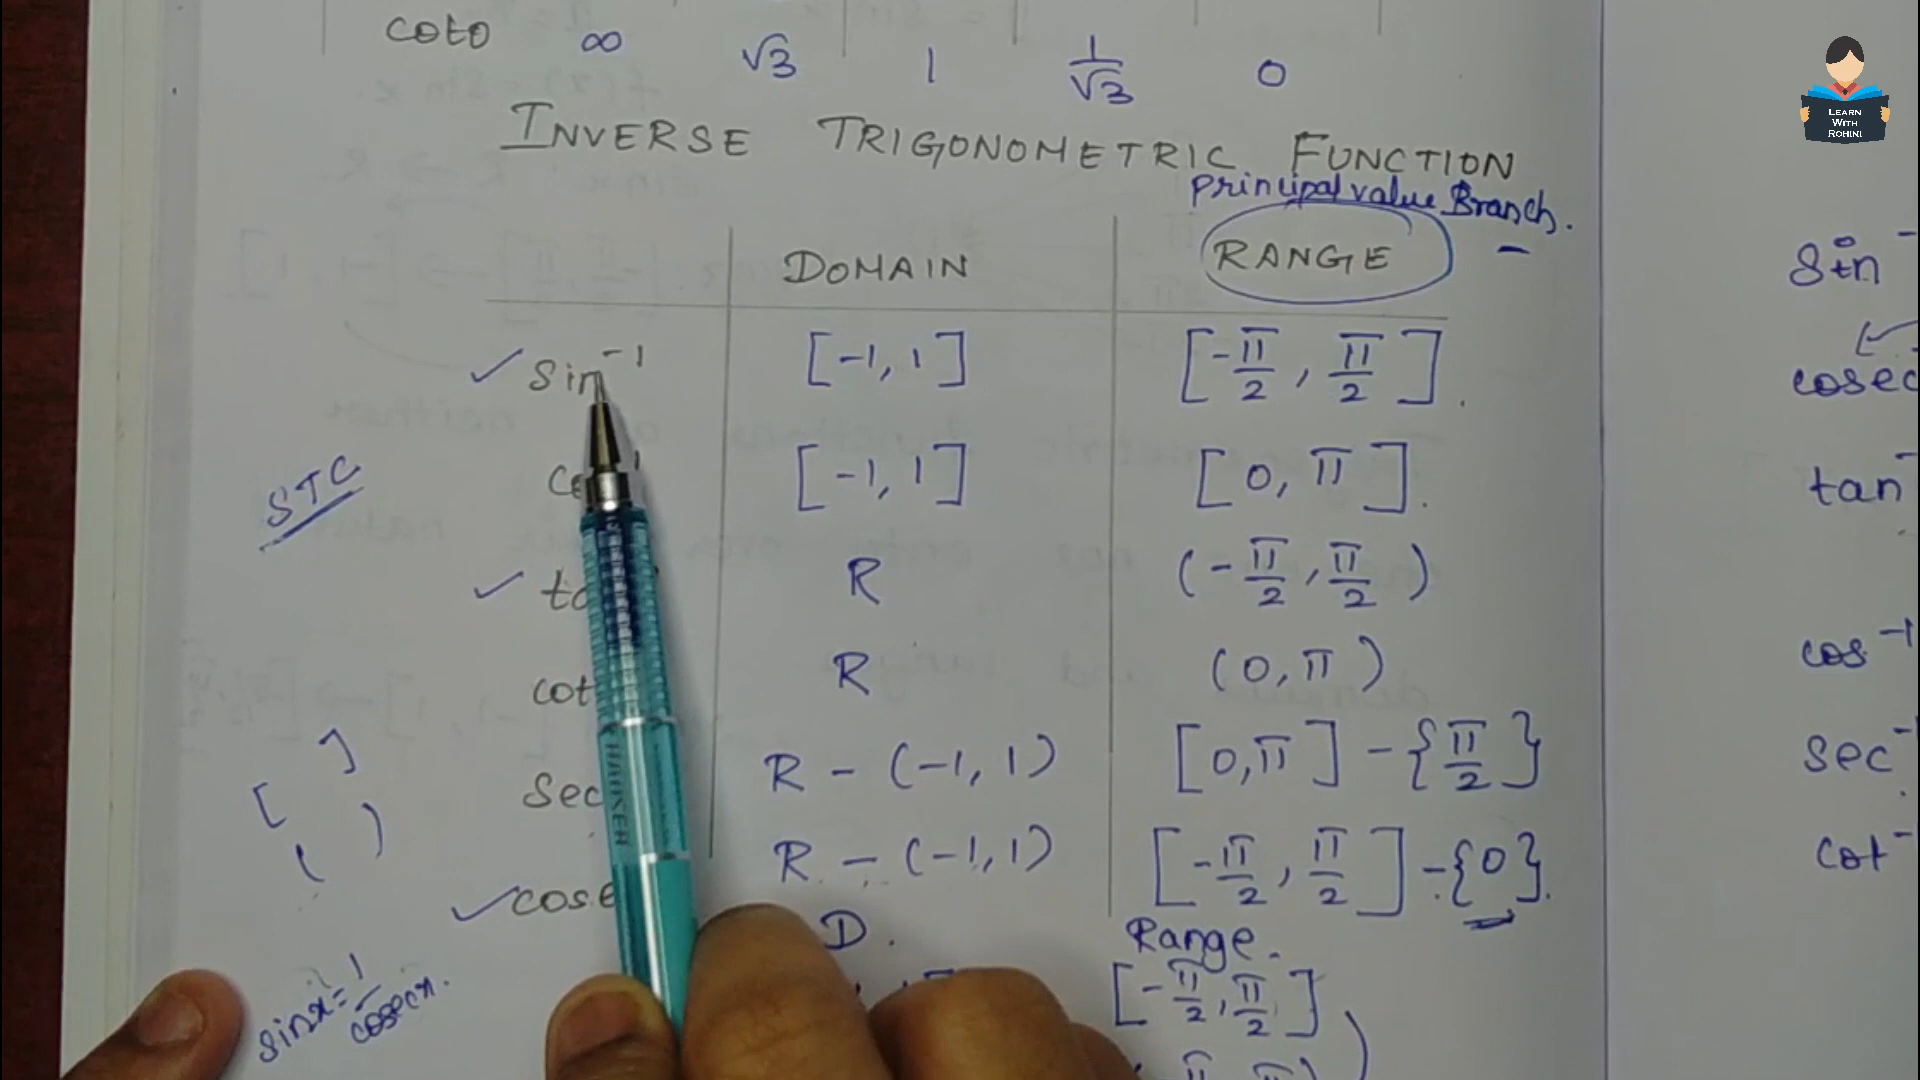 cotθ ∞ √3 1 1/√3 0
INVERSE TRIGONOMETRIC FUNCTION
Principal value Branch.
DOMAIN RANGE
✓ sin⁻¹ [-1, 1] [-π/2, π/2].
[-1, 1] [0, π].
✓ R (-π/2, π/2)
cot R (0, π)
sec R - (-1, 1) [0, π] - {π/2}
✓ R - (-1, 1) [-π/2, π/2] - {0}.
D. Range.
[-π/2, π/2]
STC
[ ]
( )
sinx = 1/cosecx.
sin⁻
cosec
tan⁻
cos⁻¹
sec⁻
cot⁻
LEARN
WITH
ROHINI